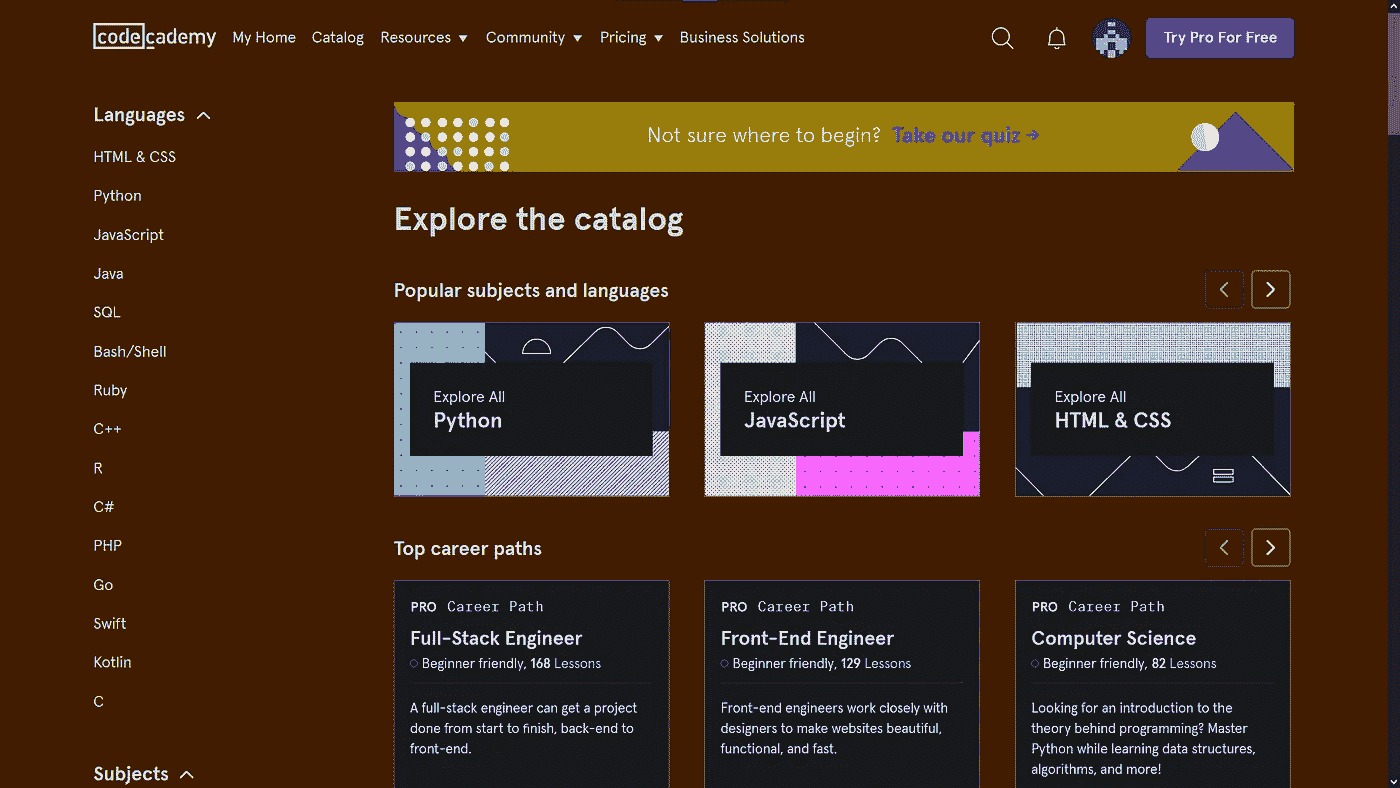 codecademy My Home Catalog Resources Community Pricing Business Solutions Try Pro For Free
Languages
HTML & CSS
Python
JavaScript
Java
SQL
Bash/Shell
Ruby
C++
R
C#
PHP
Go
Swift
Kotlin
C
Subjects
Not sure where to begin? Take our quiz →
Explore the catalog
Popular subjects and languages
Explore All
Python
Explore All
JavaScript
Explore All
HTML & CSS
Top career paths
PRO Career Path
Full-Stack Engineer
Beginner friendly, 168 Lessons
A full-stack engineer can get a project
done from start to finish, back-end to
front-end.
PRO Career Path
Front-End Engineer
Beginner friendly, 129 Lessons
Front-end engineers work closely with
designers to make websites beautiful,
functional, and fast.
PRO Career Path
Computer Science
Beginner friendly, 82 Lessons
Looking for an introduction to the
theory behind programming? Master
Python while learning data structures,
algorithms, and more!